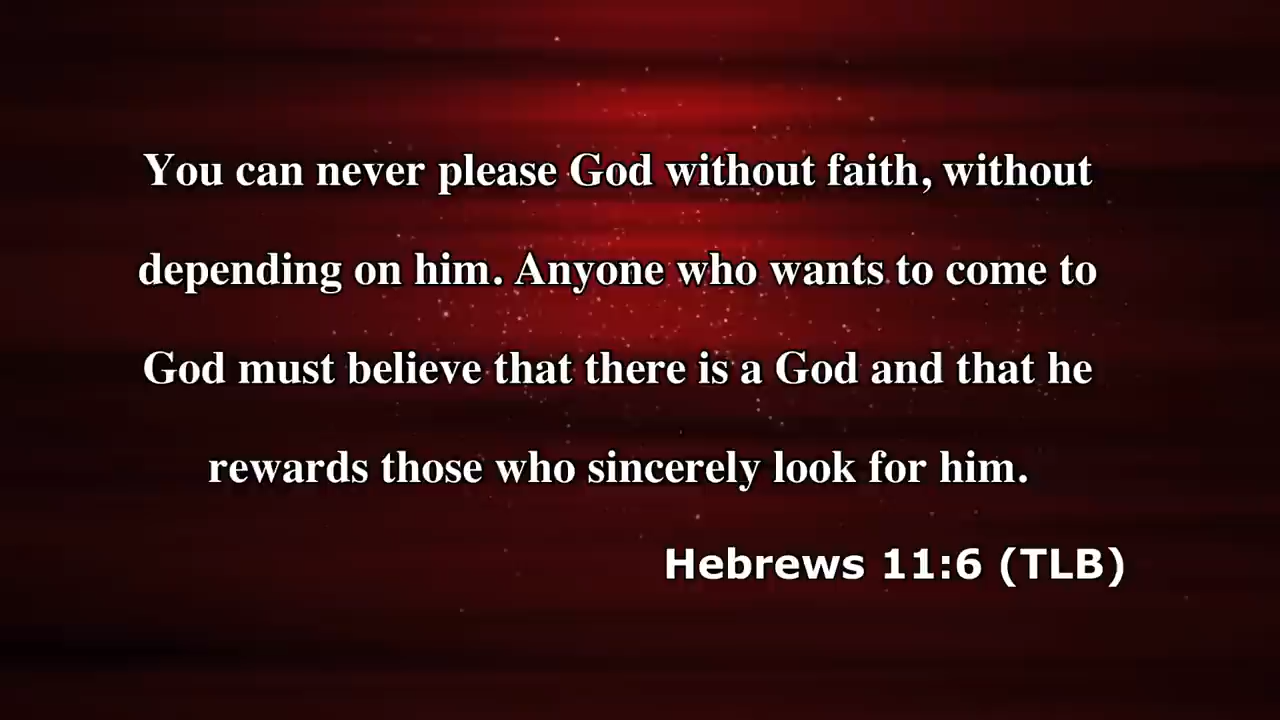 You can never please God without faith, without
depending on him. Anyone who wants to come to
God must believe that there is a God and that he
rewards those who sincerely look for him.
Hebrews 11:6 (TLB)